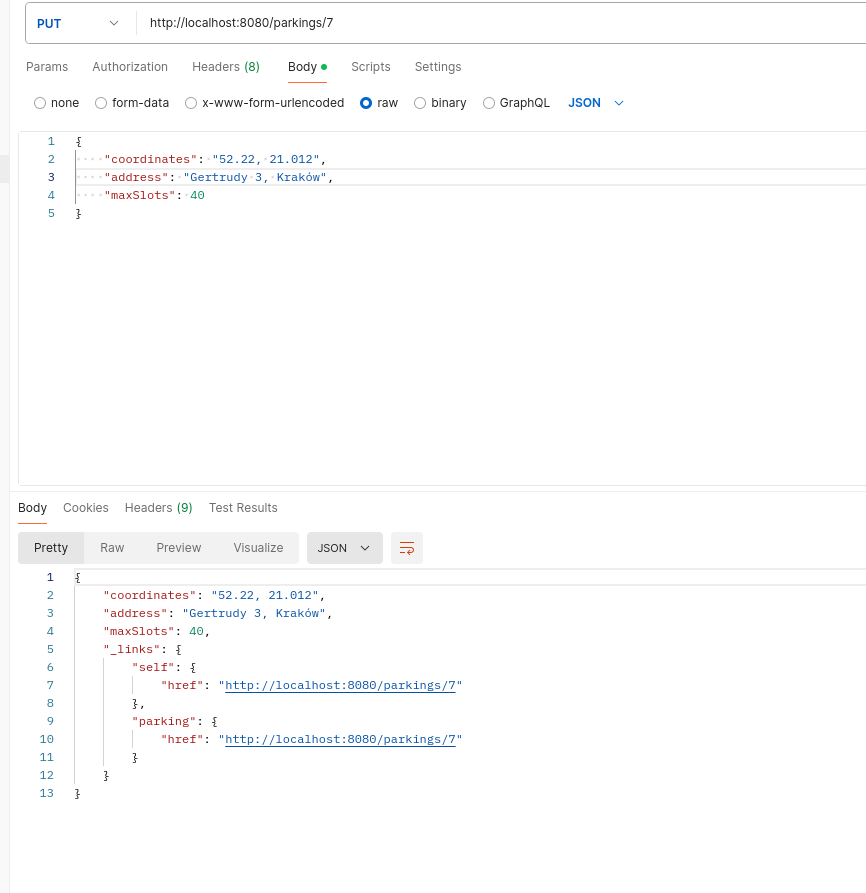 PUT http://localhost:8080/parkings/7
Params Authorization Headers (8) Body Scripts Settings
none form-data x-www-form-urlencoded raw binary GraphQL JSON
1 {
2 ····"coordinates":·"52.22,·21.012",
3 ····"address":·"Gertrudy·3,·Kraków",
4 ····"maxSlots":·40
5 }
Body Cookies Headers (9) Test Results
Pretty Raw Preview Visualize JSON
1 {
2 "coordinates": "52.22, 21.012",
3 "address": "Gertrudy 3, Kraków",
4 "maxSlots": 40,
5 "_links": {
6 "self": {
7 "href": "http://localhost:8080/parkings/7"
8 },
9 "parking": {
10 "href": "http://localhost:8080/parkings/7"
11 }
12 }
13 }